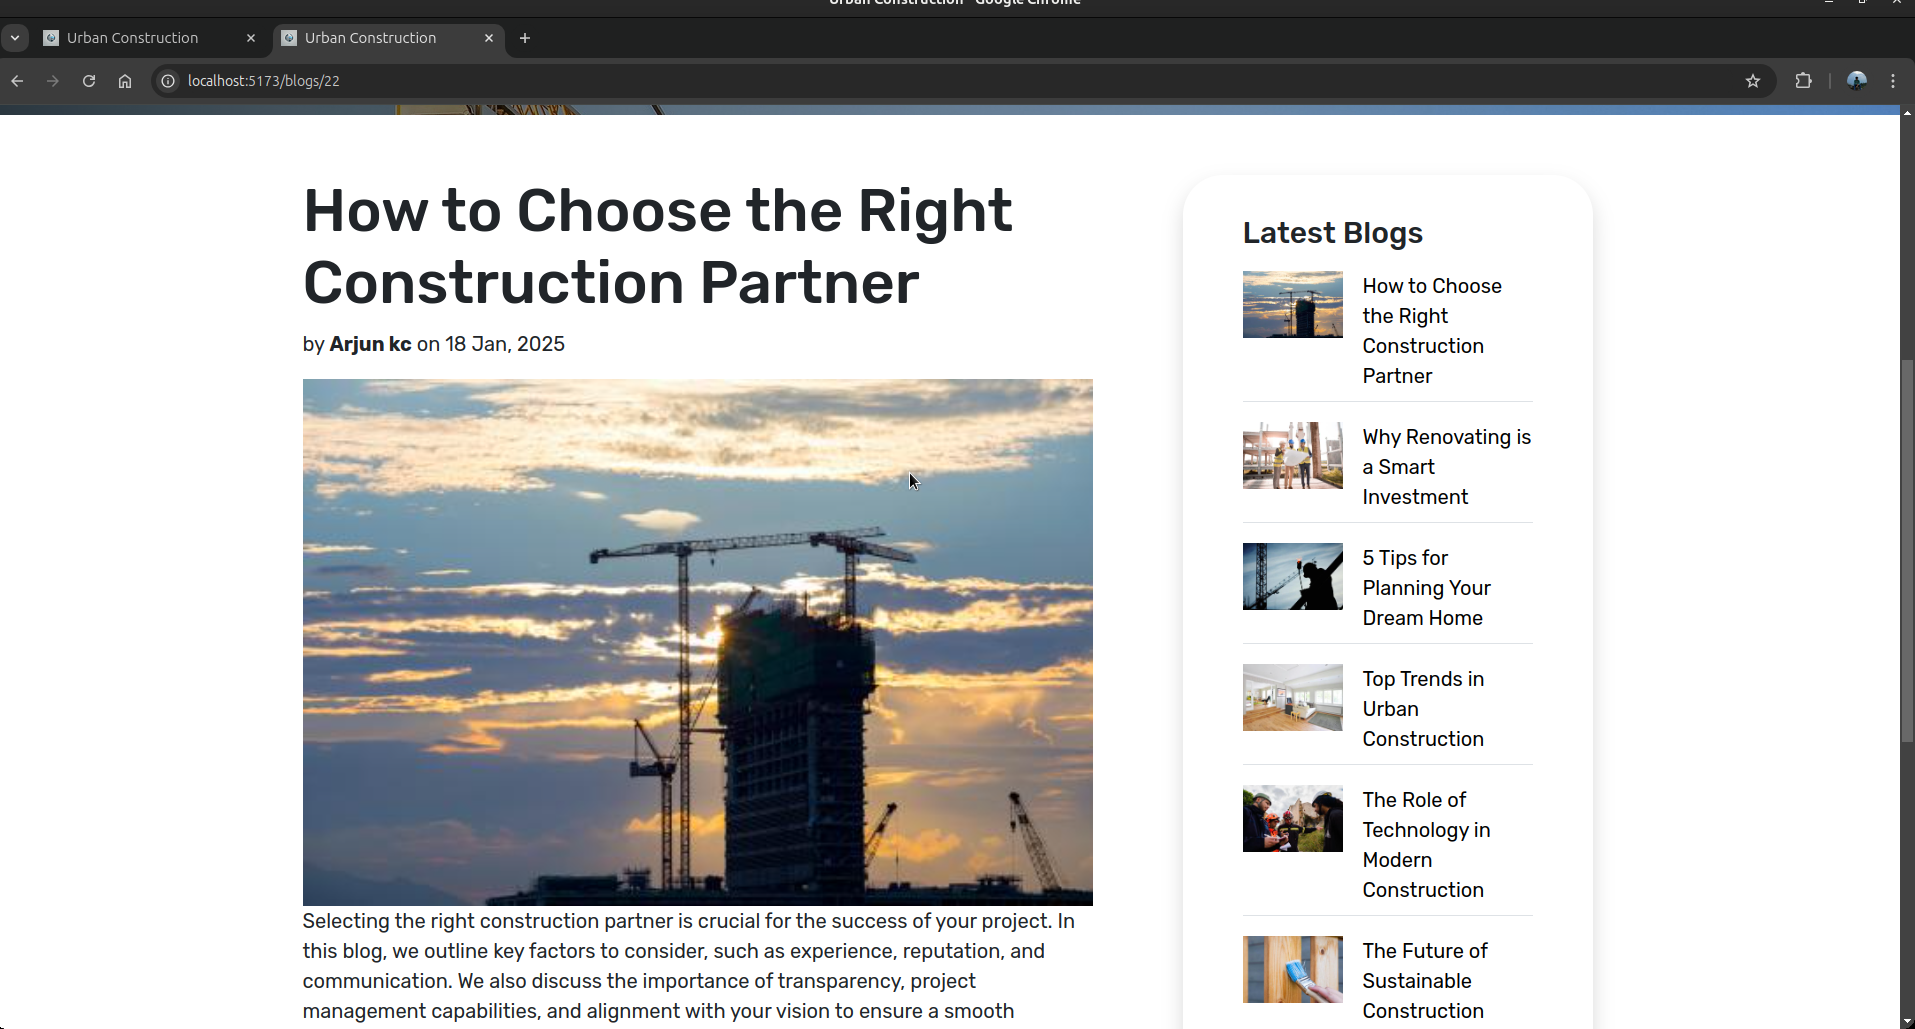 Urban Construction - Google Chrome
Urban Construction
Urban Construction
localhost:5173/blogs/22
How to Choose the Right
Construction Partner
by Arjun kc on 18 Jan, 2025
Selecting the right construction partner is crucial for the success of your project. In
this blog, we outline key factors to consider, such as experience, reputation, and
communication. We also discuss the importance of transparency, project
management capabilities, and alignment with your vision to ensure a smooth
Latest Blogs
How to Choose
the Right
Construction
Partner
Why Renovating is
a Smart
Investment
5 Tips for
Planning Your
Dream Home
Top Trends in
Urban
Construction
The Role of
Technology in
Modern
Construction
The Future of
Sustainable
Construction